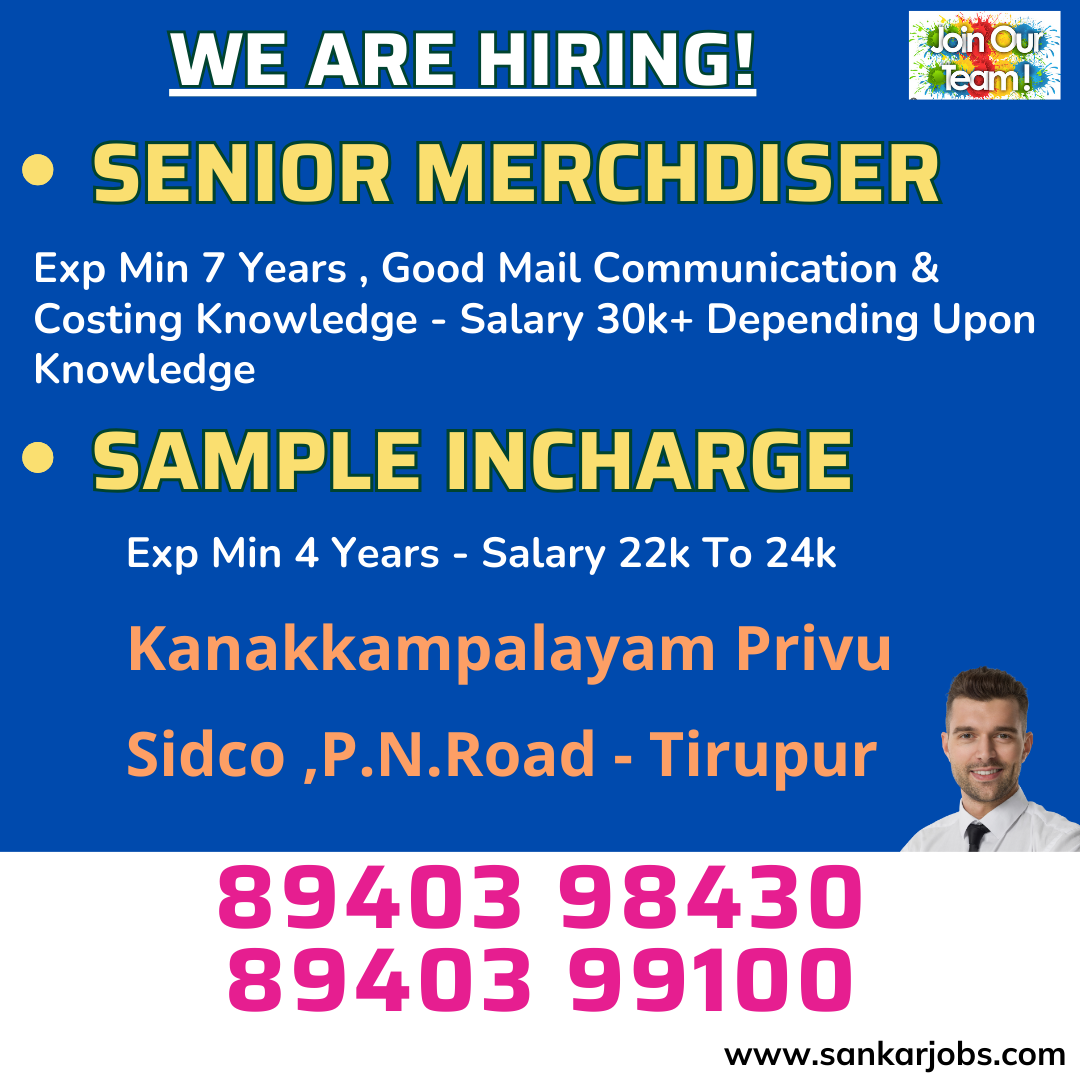 WE ARE HIRING!
Join Our
Team !
SENIOR MERCHDISER
Exp Min 7 Years , Good Mail Communication &
Costing Knowledge - Salary 30k+ Depending Upon
Knowledge
SAMPLE INCHARGE
Exp Min 4 Years - Salary 22k To 24k
Kanakkampalayam Privu
Sidco ,P.N.Road - Tirupur
89403 98430
89403 99100
www.sankarjobs.com